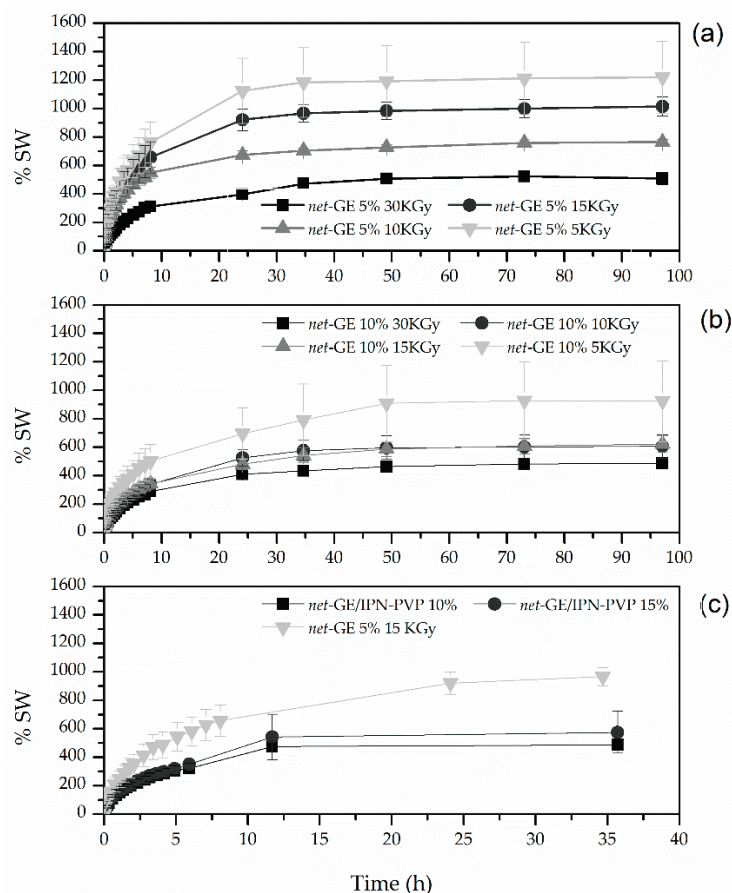 (a)
1600
1400
1200
1000
800
600
400
200
0
% SW
net-GE 5% 30KGy
net-GE 5% 15KGy
net-GE 5% 10KGy
net-GE 5% 5KGy
0 10 20 30 40 50 60 70 80 90 100
(b)
1600
1400
1200
1000
800
600
400
200
0
% SW
net-GE 10% 30KGy
net-GE 10% 10KGy
net-GE 10% 15KGy
net-GE 10% 5KGy
0 10 20 30 40 50 60 70 80 90 100
(c)
1600
1400
1200
1000
800
600
400
200
0
% SW
net-GE/IPN-PVP 10%
net-GE/IPN-PVP 15%
net-GE 5% 15 KGy
0 5 10 15 20 25 30 35 40
Time (h)